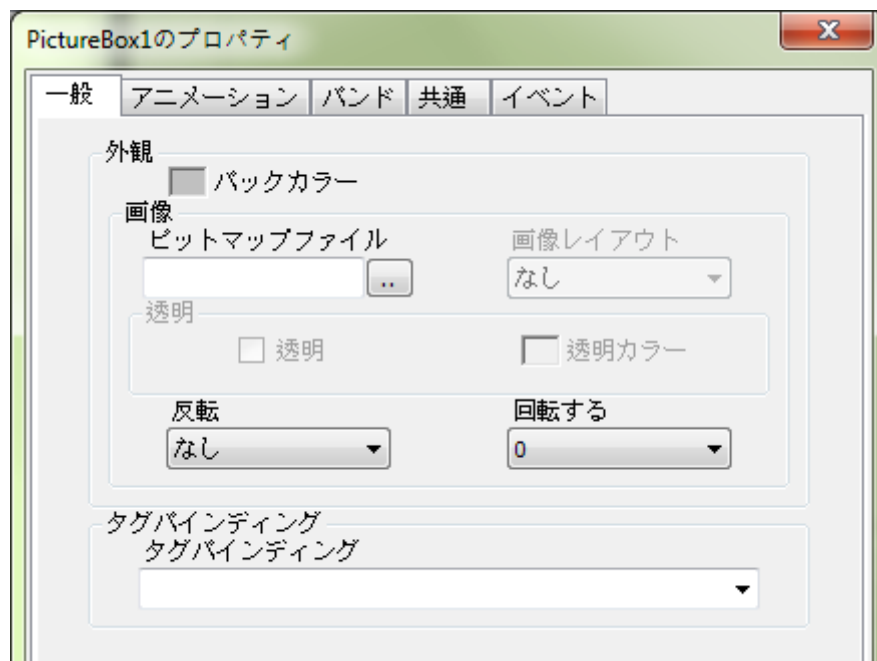 PictureBox1のプロパティ
一般 アニメーション バンド 共通 イベント
外観
バックカラー
画像
ビットマップファイル 画像レイアウト
.. なし
透明
透明 透明カラー
反転 回転する
なし 0
タグバインディング
タグバインディング